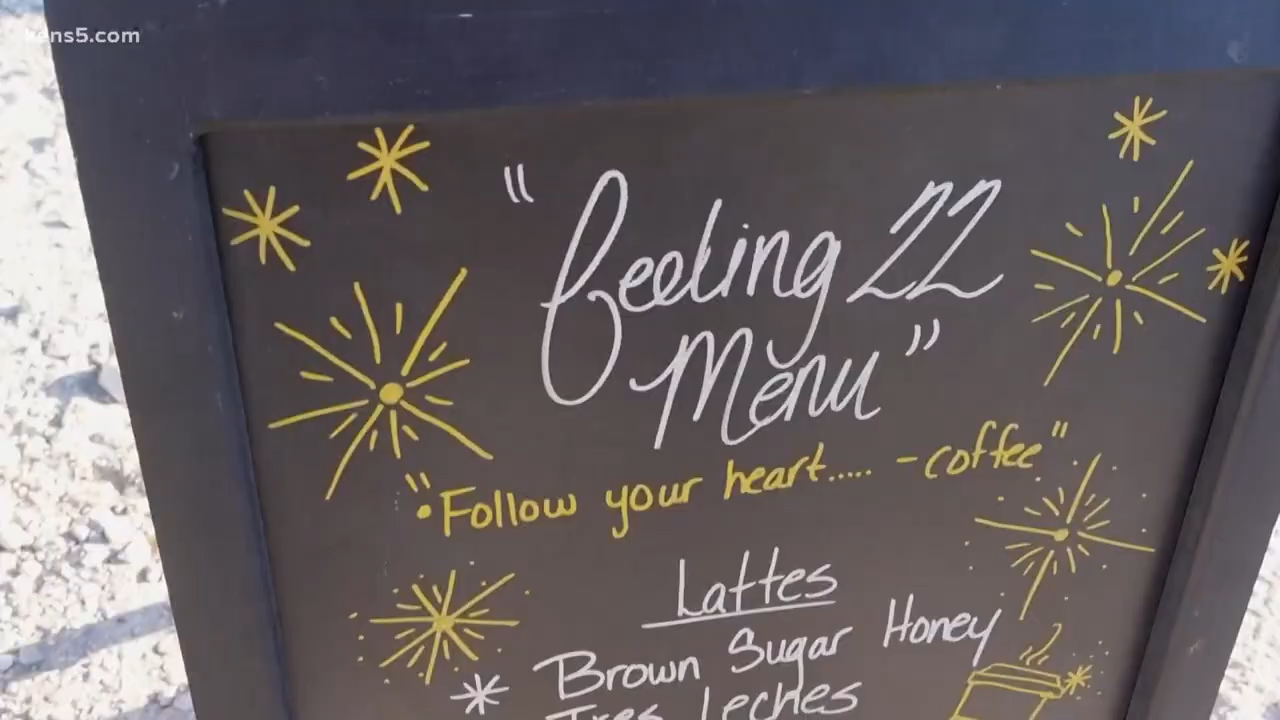 kens5.com
"feeling 22
Menu"
"Follow your heart..... -coffee"
Lattes
Brown Sugar Honey
Tres Leches